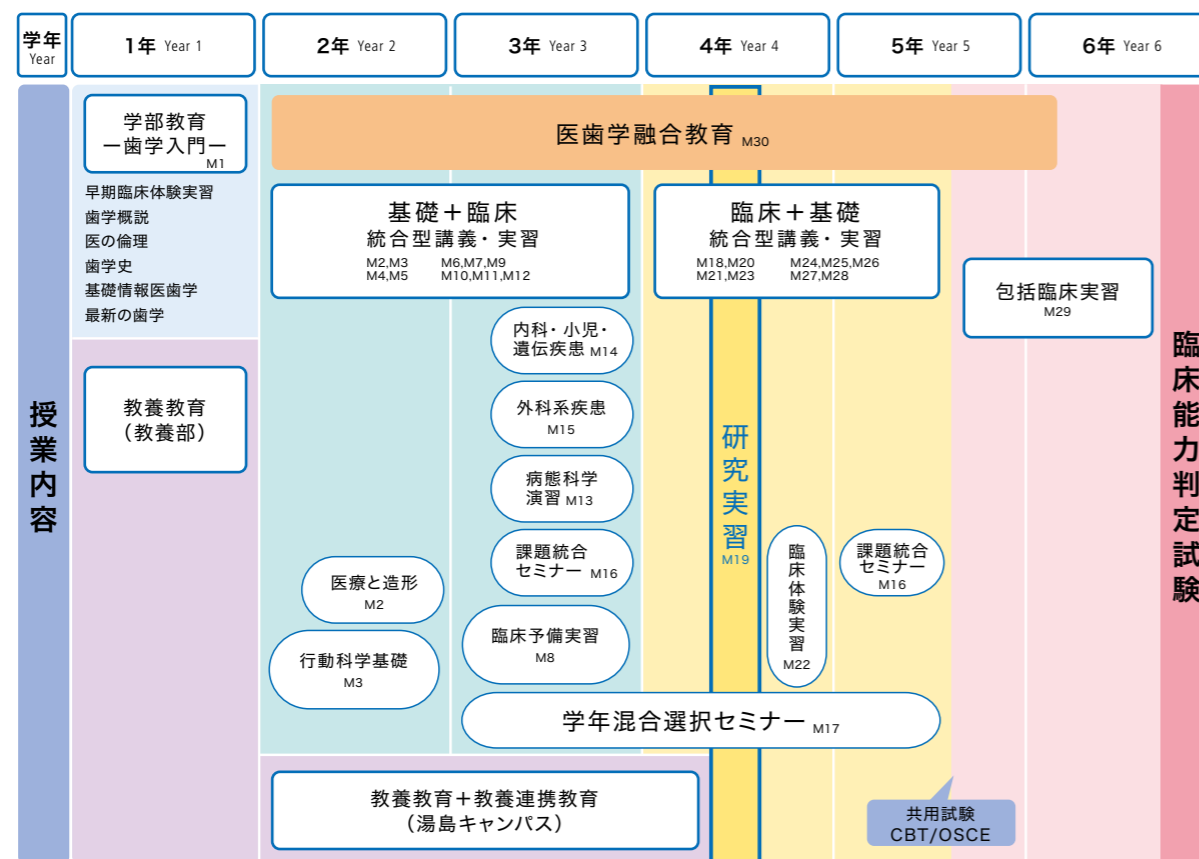 学年
Year
1年 Year 1
2年 Year 2
3年 Year 3
4年 Year 4
5年 Year 5
6年 Year 6
授業内容
学部教育
ー歯学入門ー
M1
早期臨床体験実習
歯学概説
医の倫理
歯学史
基礎情報医歯学
最新の歯学
教養教育
（教養部）
医歯学融合教育 M30
基礎＋臨床
統合型講義・実習
M2,M3 M6,M7,M9
M4,M5 M10,M11,M12
臨床＋基礎
統合型講義・実習
M18,M20 M24,M25,M26
M21,M23 M27,M28
包括臨床実習
M29
内科・小児・
遺伝疾患 M14
外科系疾患
M15
病態科学
演習 M13
課題統合
セミナー M16
臨床予備実習
M8
医療と造形
M2
行動科学基礎
M3
研究実習
M19
臨床体験実習
M22
課題統合
セミナー
M16
学年混合選択セミナー M17
教養教育＋教養連携教育
（湯島キャンパス）
共用試験
CBT/OSCE
臨床能力判定試験